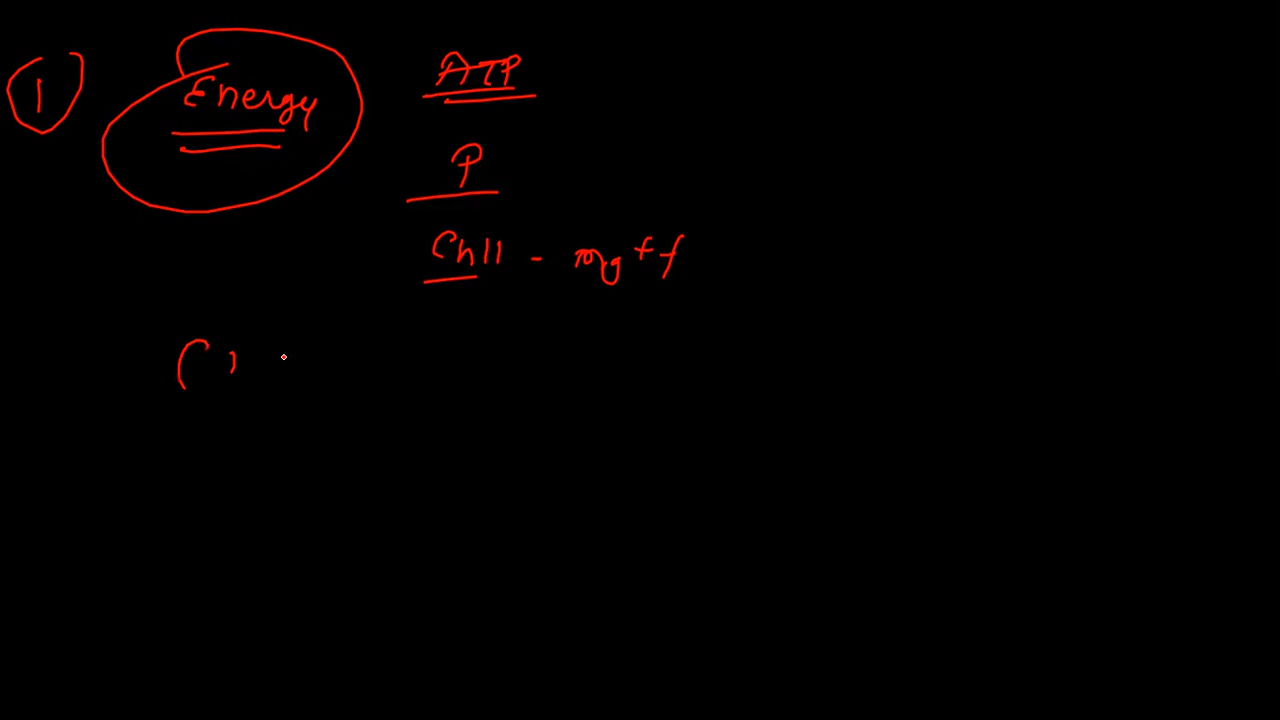 1 Energy ATP
P
Chll - mg++
( )